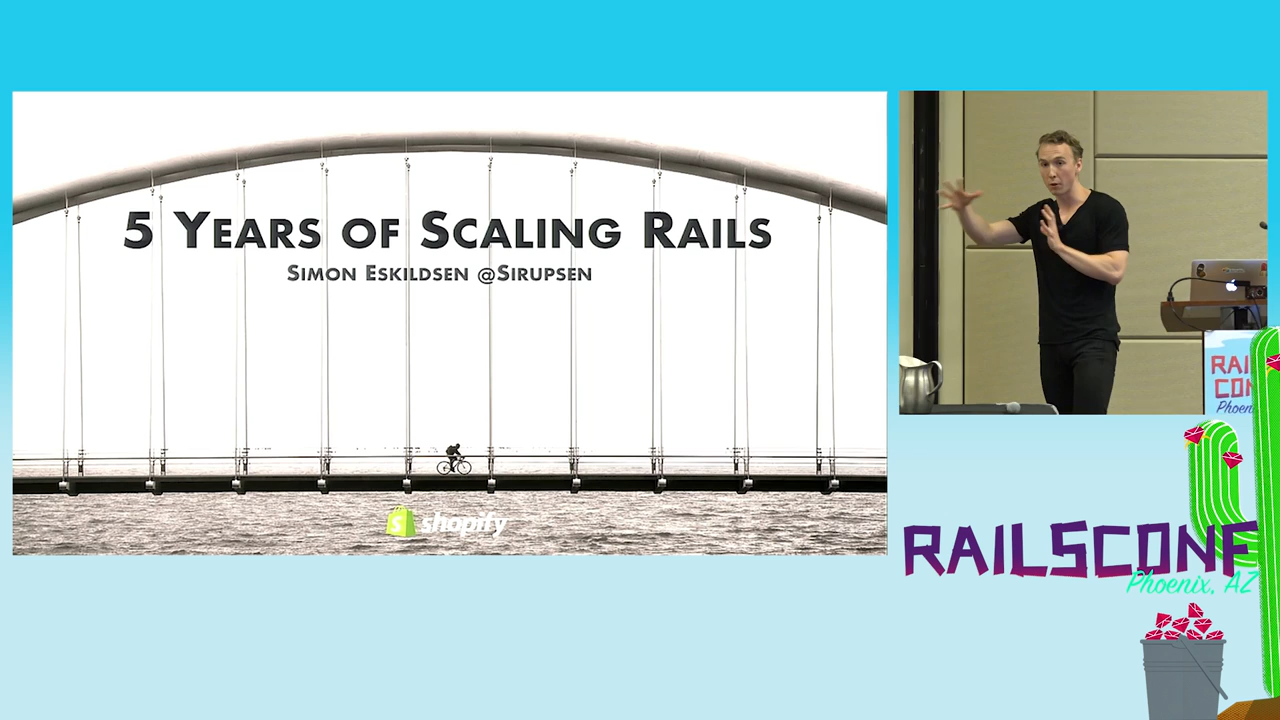 5 Years of Scaling Rails
Simon Eskildsen @Sirupsen
shopify
RAILSCONF
Phoenix, AZ